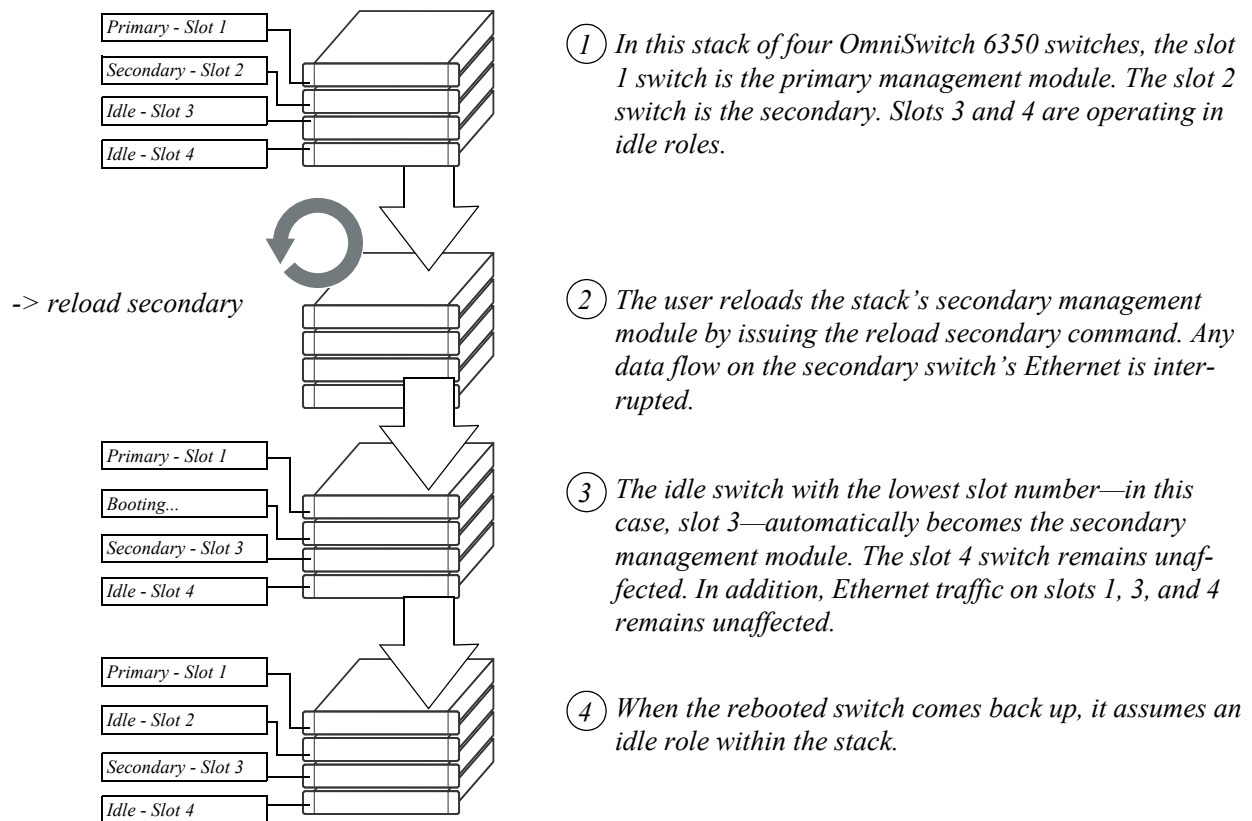 Primary - Slot 1
Secondary - Slot 2
Idle - Slot 3
Idle - Slot 4
1 In this stack of four OmniSwitch 6350 switches, the slot
1 switch is the primary management module. The slot 2
switch is the secondary. Slots 3 and 4 are operating in
idle roles.
-> reload secondary
2 The user reloads the stack’s secondary management
module by issuing the reload secondary command. Any
data flow on the secondary switch’s Ethernet is inter-
rupted.
Primary - Slot 1
Booting...
Secondary - Slot 3
Idle - Slot 4
3 The idle switch with the lowest slot number—in this
case, slot 3—automatically becomes the secondary
management module. The slot 4 switch remains unaf-
fected. In addition, Ethernet traffic on slots 1, 3, and 4
remains unaffected.
Primary - Slot 1
Idle - Slot 2
Secondary - Slot 3
Idle - Slot 4
4 When the rebooted switch comes back up, it assumes an
idle role within the stack.